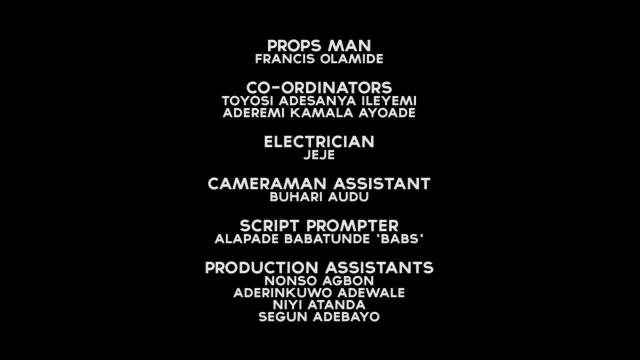 PROPS MAN
FRANCIS OLAMIDE
CO-ORDINATORS
TOYOSI ADESANYA ILEYEMI
ADEREMI KAMALA AYOADE
ELECTRICIAN
JEJE
CAMERAMAN ASSISTANT
BUHARI AUDU
SCRIPT PROMPTER
ALAPADE BABATUNDE 'BABS'
PRODUCTION ASSISTANTS
NONSO AGBON
ADERINKUWO ADEWALE
NIYI ATANDA
SEGUN ADEBAYO